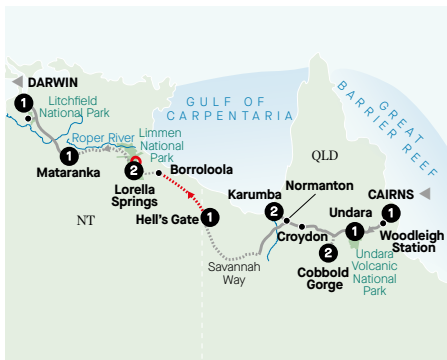 DARWIN
1
Litchfield
National Park
Roper River
Limmen
National
Park
GULF OF
CARPENTARIA
GREAT
BARRIER REEF
1
Mataranka
2
Lorella
Springs
Borroloola
NT
Hell's Gate
1
Savannah
Way
Karumba
2
Normanton
Croydon
QLD
CAIRNS
1
Undara
1
Woodleigh
Station
2
Cobbold
Gorge
Undara
Volcanic
National
Park